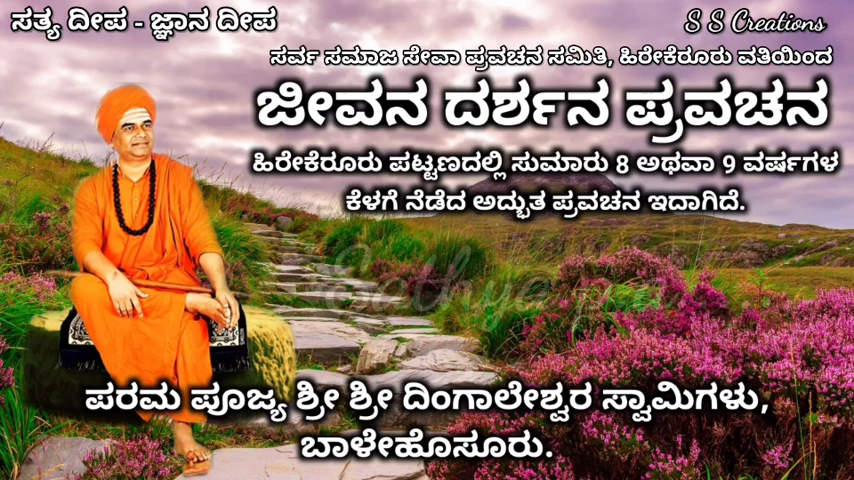 ಸತ್ಯ ದೀಪ - ಜ್ಞಾನ ದೀಪ
S S Creations
ಸರ್ವ ಸಮಾಜ ಸೇವಾ ಪ್ರವಚನ ಸಮಿತಿ, ಹಿರೇಕೆರೂರು ವತಿಯಿಂದ
ಜೀವನ ದರ್ಶನ ಪ್ರವಚನ
ಹಿರೇಕೆರೂರು ಪಟ್ಟಣದಲ್ಲಿ ಸುಮಾರು 8 ಅಥವಾ 9 ವರ್ಷಗಳ
ಕೆಳಗೆ ನೆಡೆದ ಅದ್ಭುತ ಪ್ರವಚನ ಇದಾಗಿದೆ.
ಪರಮ ಪೂಜ್ಯ ಶ್ರೀ ಶ್ರೀ ದಿಂಗಾಲೇಶ್ವರ ಸ್ವಾಮಿಗಳು,
ಬಾಳೇಹೊಸೂರು.